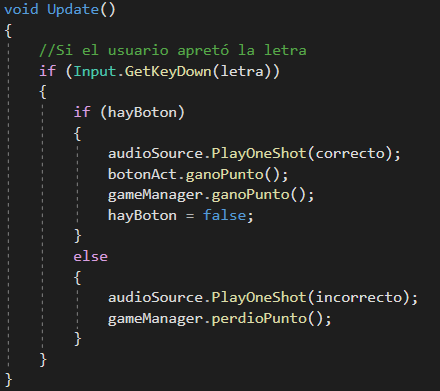 void Update()
{
//Si el usuario apretó la letra
if (Input.GetKeyDown(letra))
{
if (hayBoton)
{
audioSource.PlayOneShot(correcto);
botonAct.ganoPunto();
gameManager.ganoPunto();
hayBoton = false;
}
else
{
audioSource.PlayOneShot(incorrecto);
gameManager.perdioPunto();
}
}
}